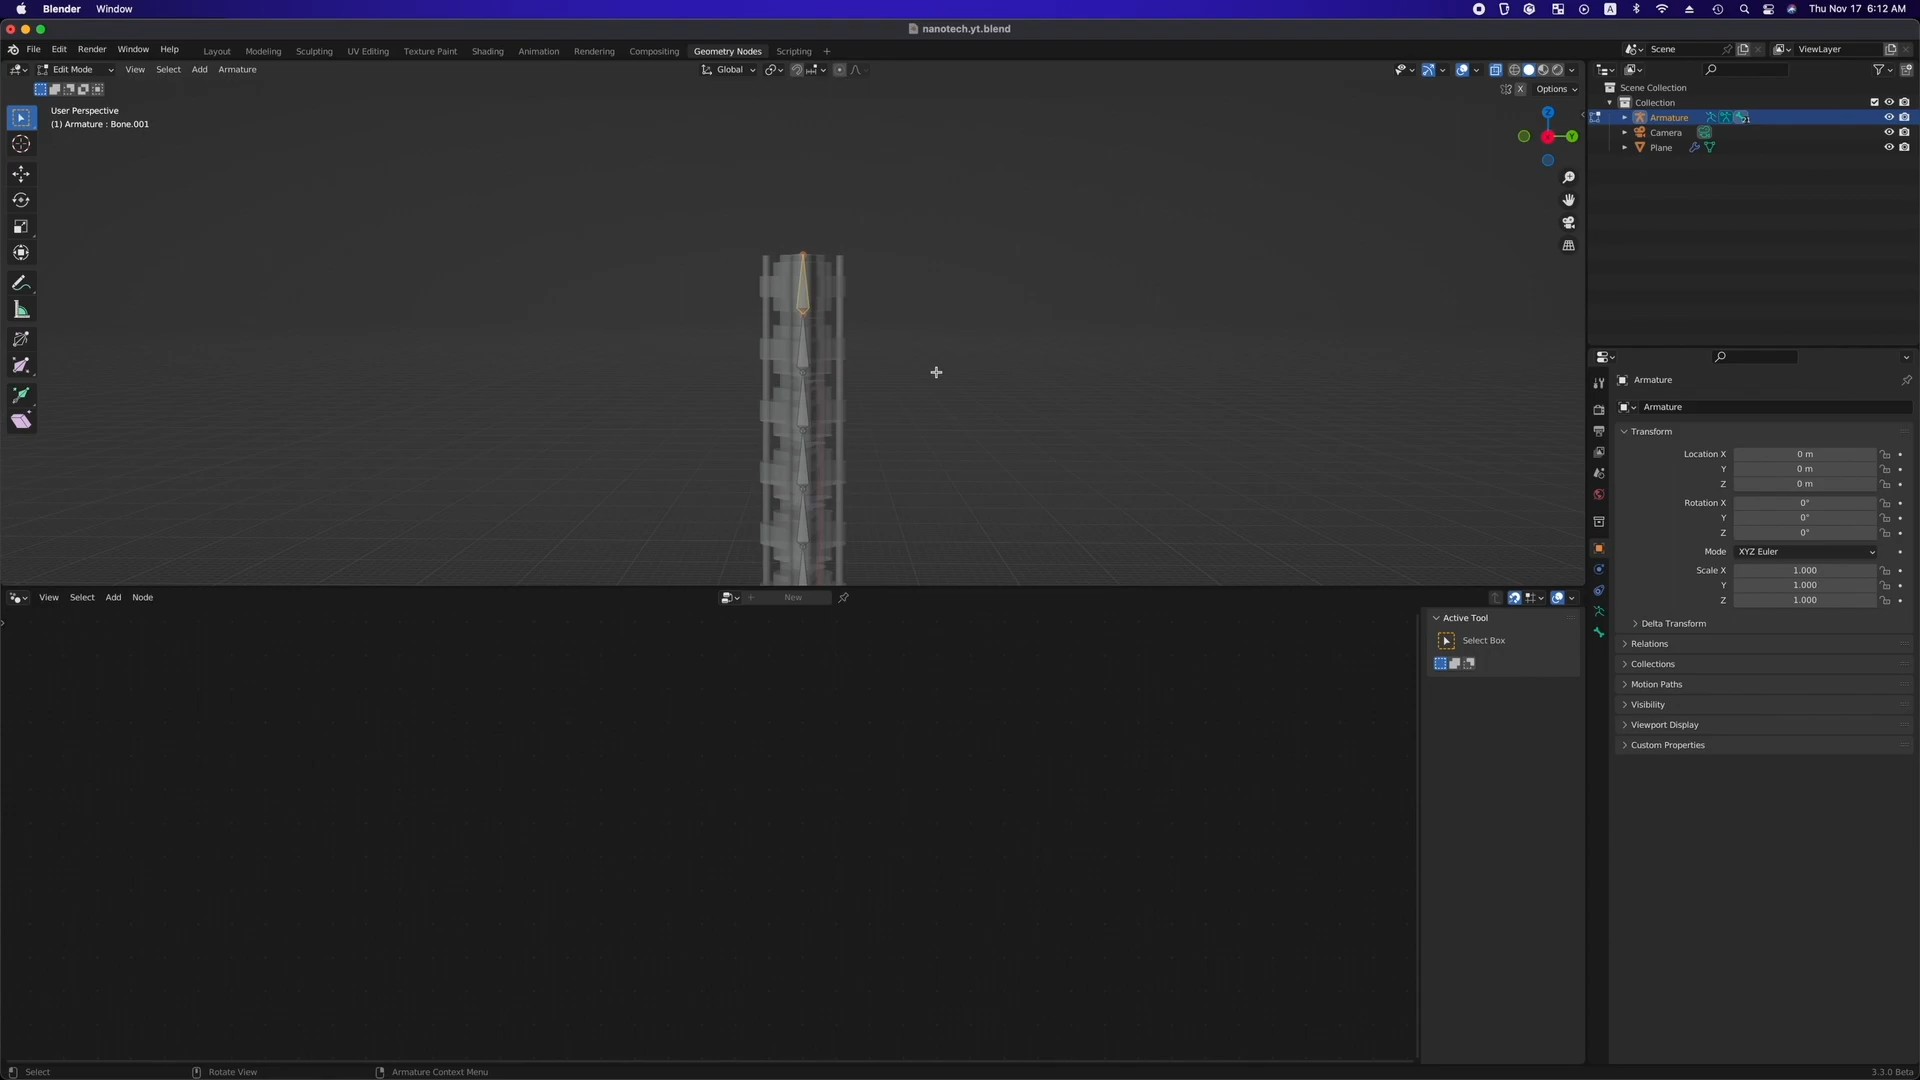 Blender Window Thu Nov 17 6:12 AM
nanotech.yt.blend
File Edit Render Window Help Layout Modeling Sculpting UV Editing Texture Paint Shading Animation Rendering Compositing Geometry Nodes Scripting + Scene ViewLayer
Edit Mode View Select Add Armature Global
X Options
User Perspective
(1) Armature : Bone.001
Z
X
Y
Scene Collection
Collection
Armature 21
Camera
Plane
Armature
Armature
Transform
Location X 0 m
Y 0 m
Z 0 m
Rotation X 0°
Y 0°
Z 0°
Mode XYZ Euler
Scale X 1.000
Y 1.000
Z 1.000
Delta Transform
Relations
Collections
Motion Paths
Visibility
Viewport Display
Custom Properties
View Select Add Node + New
Active Tool
Select Box
Select Rotate View Armature Context Menu 3.3.0 Beta